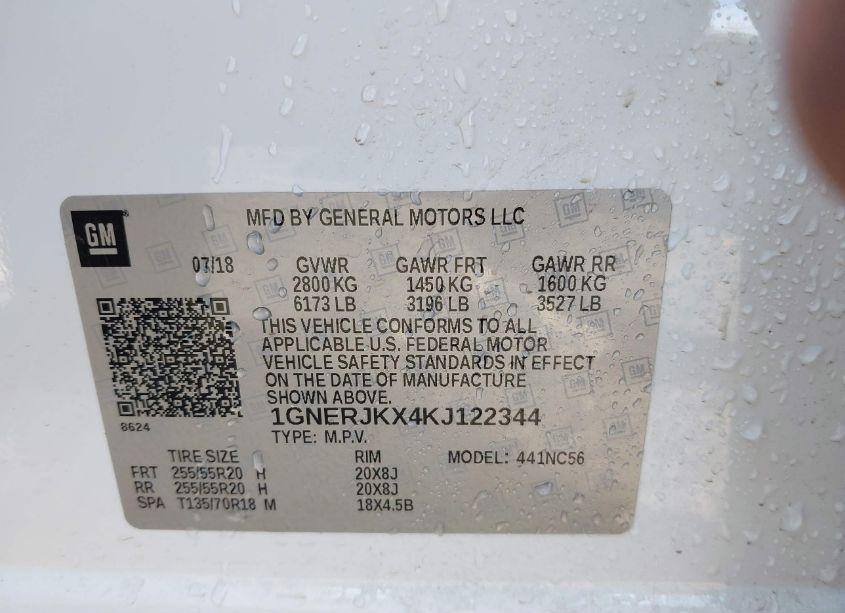 GM
MFD BY GENERAL MOTORS LLC
07/18 GVWR GAWR FRT GAWR RR
2800 KG 1450 KG 1600 KG
6173 LB 3196 LB 3527 LB
THIS VEHICLE CONFORMS TO ALL
APPLICABLE U.S. FEDERAL MOTOR
VEHICLE SAFETY STANDARDS IN EFFECT
ON THE DATE OF MANUFACTURE
SHOWN ABOVE.
1GNERJKX4KJ122344
8624
TYPE: M.P.V.
TIRE SIZE RIM MODEL: 441NC56
FRT 255/55R20 H 20X8J
RR 255/55R20 H 20X8J
SPA T135/70R18 M 18X4.5B